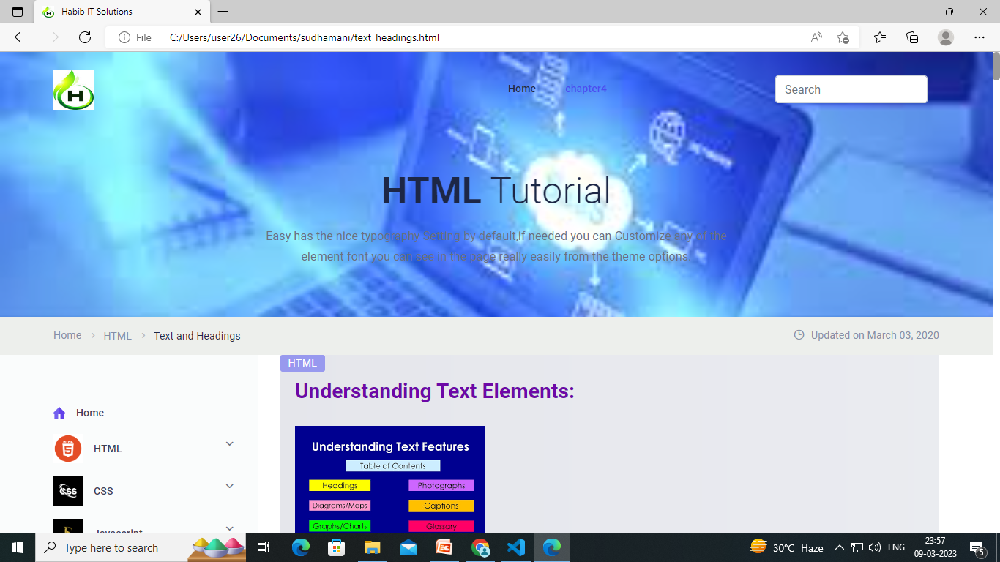 Habib IT Solutions
File
C:/Users/user26/Documents/sudhamani/text_headings.html
H
Home
chapter4
Search
HTML Tutorial
Easy has the nice typography Setting by default,if needed you can Customize any of the
element font you can see in the page really easily from the theme options.
Home
HTML
Text and Headings
Updated on March 03, 2020
HTML
Understanding Text Elements:
Home
HTML
CSS
Javascript
HTML
5
CSS
Understanding Text Features
Table of Contents
Headings
Photographs
Diagrams/Maps
Captions
Graphs/Charts
Glossary
Type here to search
30°C Haze
ENG
23:57
09-03-2023
5